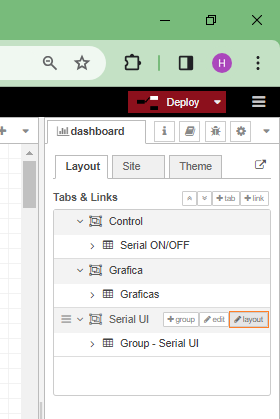 H
Deploy
dashboard
Layout Site Theme
Tabs & Links
tab link
Control
Serial ON/OFF
Grafica
Graficas
Serial UI group edit layout
Group - Serial UI